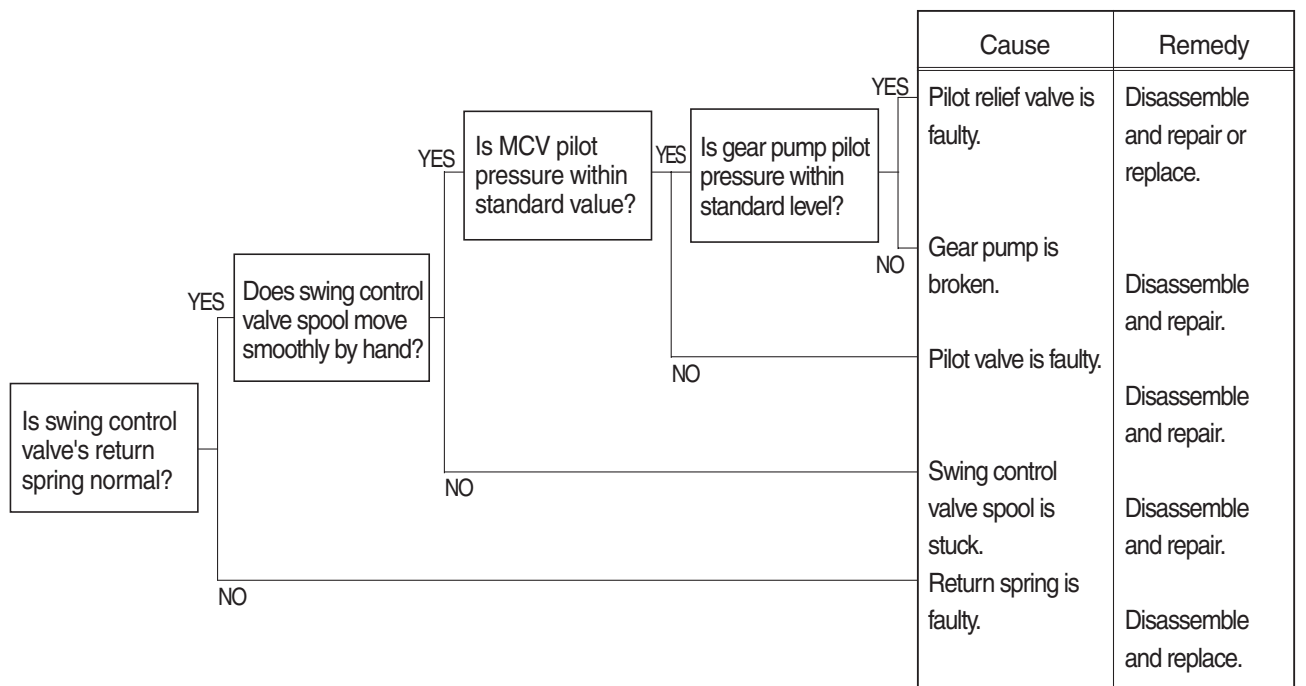 Cause
Remedy
YES
Pilot relief valve is
faulty.
Disassemble
and repair or
replace.
Is MCV pilot
pressure within
standard value?
YES
YES
Is gear pump pilot
pressure within
standard level?
NO
Gear pump is
broken.
Disassemble
and repair.
YES
Does swing control
valve spool move
smoothly by hand?
NO
Pilot valve is faulty.
Disassemble
and repair.
Is swing control
valve's return
spring normal?
NO
Swing control
valve spool is
stuck.
Disassemble
and repair.
NO
Return spring is
faulty.
Disassemble
and replace.